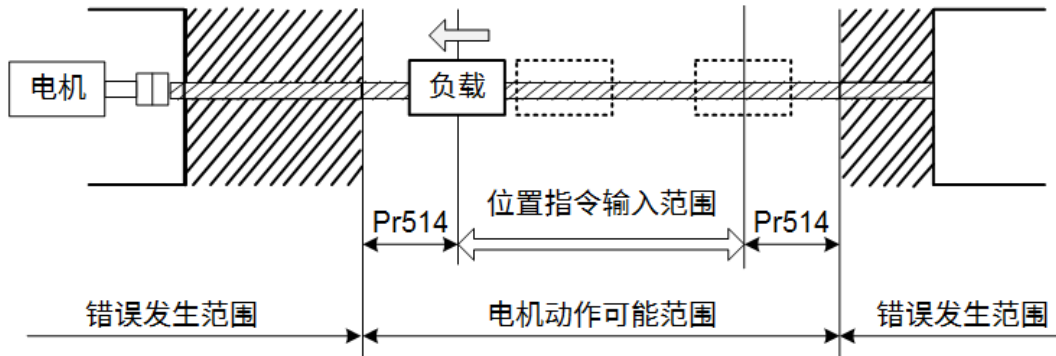 电机
负载
位置指令输入范围
Pr514
Pr514
错误发生范围
电机动作可能范围
错误发生范围